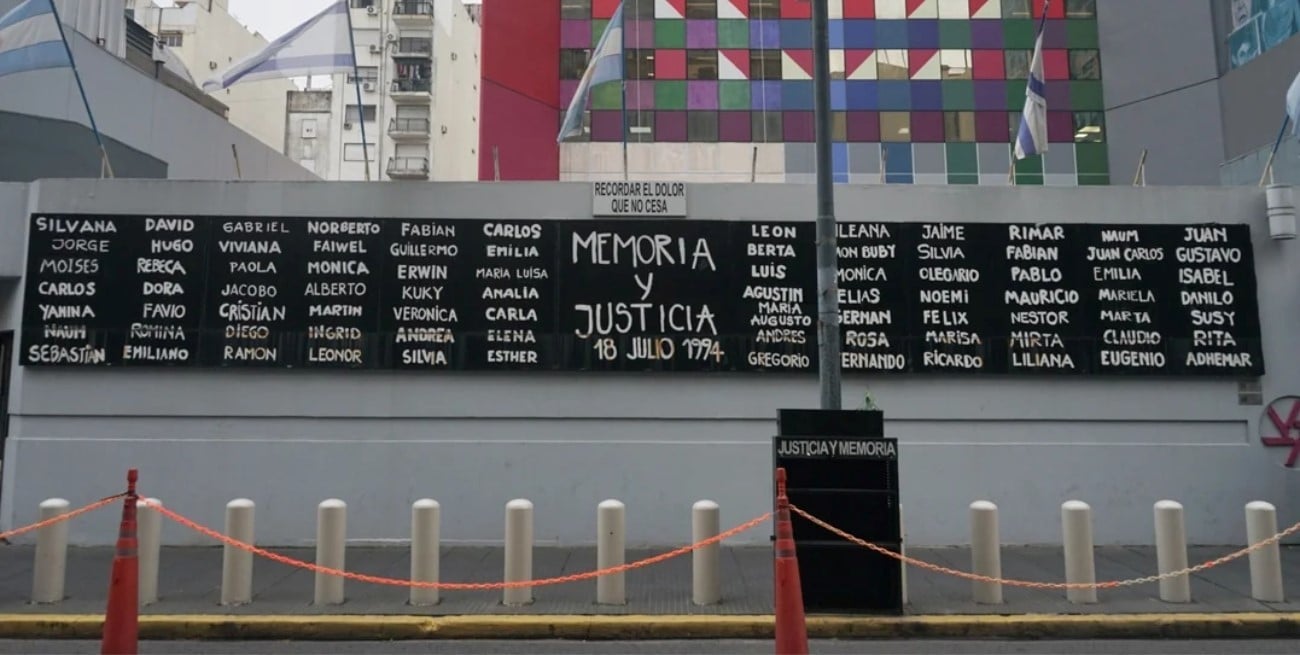 RECORDAR EL DOLOR
QUE NO CESA
SILVANA
JORGE
MOISES
CARLOS
YANINA
NAUM
SEBASTIÁN
DAVID
HUGO
REBECA
DORA
FAVIO
ROMINA
EMILIANO
GABRIEL
VIVIANA
PAOLA
JACOBO
CRISTIAN
DIEGO
RAMON
NORBERTO
FAIWEL
MONICA
ALBERTO
MARTIN
INGRID
LEONOR
FABIAN
GUILLERMO
ERWIN
KUKY
VERONICA
ANDREA
SILVIA
CARLOS
EMILIA
MARIA LUISA
ANALIA
CARLA
ELENA
ESTHER
MEMORIA
Y
JUSTICIA
18 JULIO 1994
LEON
BERTA
LUIS
AGUSTIN
MARIA
AUGUSTO
ANDRES
GREGORIO
ILEANA
BUBY
MONICA
ELIAS
GERMAN
ROSA
FERNANDO
JAIME
SILVIA
OLEGARIO
NOEMI
FELIX
MARISA
RICARDO
RIMAR
FABIAN
PABLO
MAURICIO
NESTOR
MIRTA
LILIANA
NAUM
JUAN CARLOS
EMILIA
MARIELA
MARTA
CLAUDIO
EUGENIO
JUAN
GUSTAVO
ISABEL
DANILO
SUSY
RITA
ADHEMAR
JUSTICIA Y MEMORIA